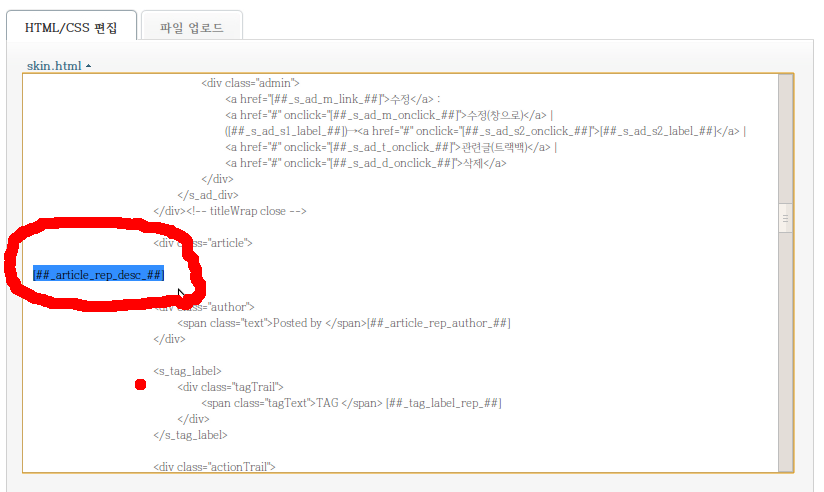 HTML/CSS 편집 파일 업로드
skin.html
<div class="admin">
<a href="[##_s_ad_m_link_##]">수정</a> :
<a href="#" onclick="[##_s_ad_m_onclick_##]">수정(창으로)</a> |
([##_s_ad_s1_label_##])→<a href="#" onclick="[##_s_ad_s2_onclick_##]">[##_s_ad_s2_label_##]</a> |
<a href="#" onclick="[##_s_ad_t_onclick_##]">관련글(트랙백)</a> |
<a href="#" onclick="[##_s_ad_d_onclick_##]">삭제</a>
</div>
</s_ad_div>
</div><!-- titleWrap close -->
<div class="article">
[##_article_rep_desc_##]
<div class="author">
<span class="text">Posted by </span>[##_article_rep_author_##]
</div>
<s_tag_label>
<div class="tagTrail">
<span class="tagText">TAG </span> [##_tag_label_rep_##]
</div>
</s_tag_label>
<div class="actionTrail">